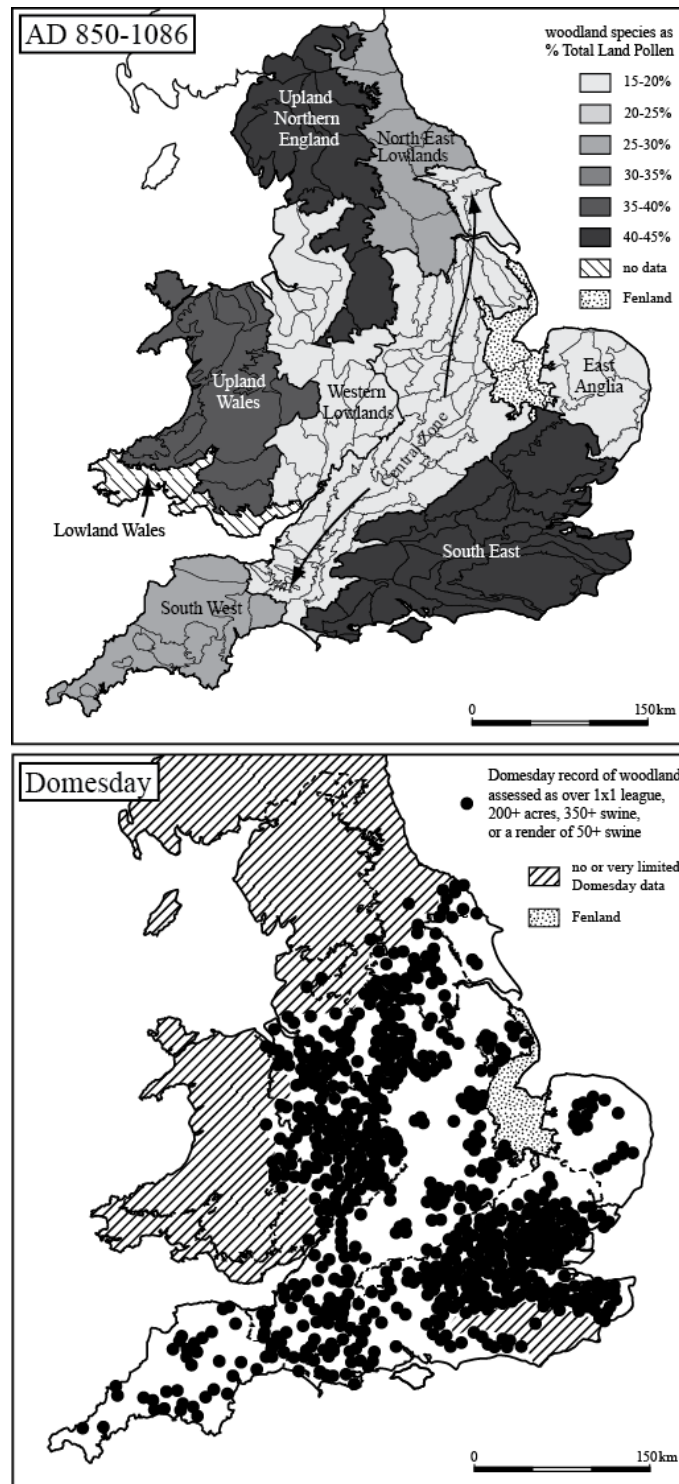 AD 850-1086
woodland species as
% Total Land Pollen
15-20%
20-25%
25-30%
30-35%
35-40%
40-45%
no data
Fenland
Upland
Northern
England
North East
Lowlands
East
Anglia
Upland
Wales
Western
Lowlands
Central Zone
Lowland Wales
South East
South West
0 150km
Domesday
Domesday record of woodland
assessed as over 1x1 league,
200+ acres, 350+ swine,
or a render of 50+ swine
no or very limited
Domesday data
Fenland
0 150km